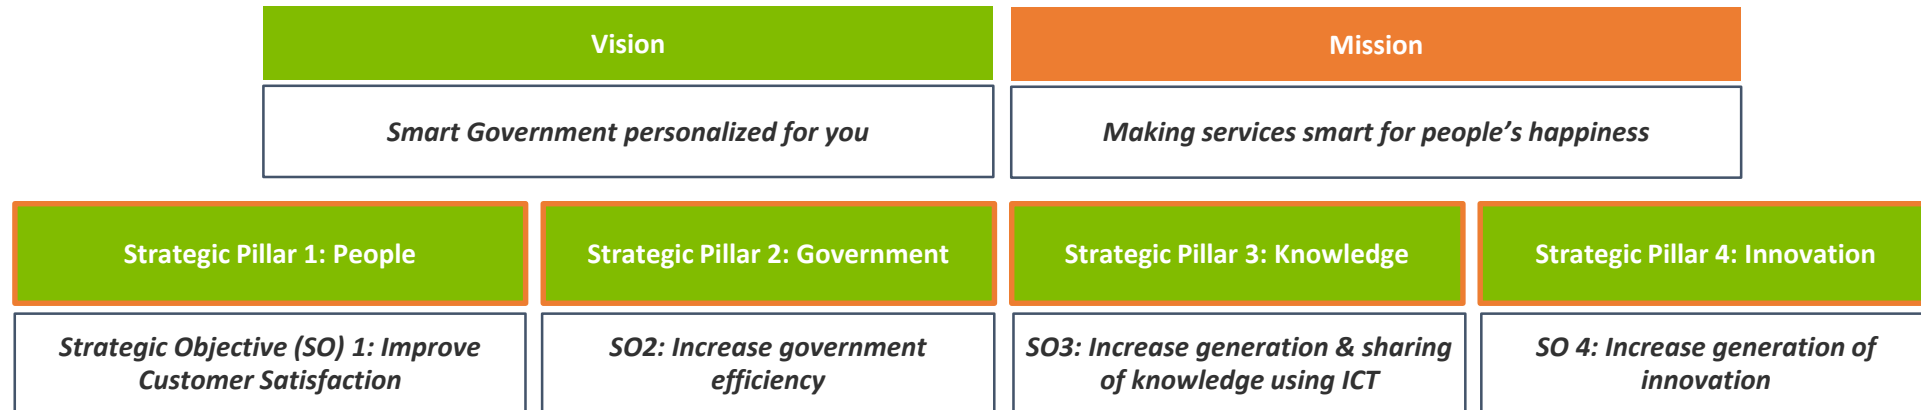 Vision
Mission
Smart Government personalized for you
Making services smart for people’s happiness
Strategic Pillar 1: People
Strategic Pillar 2: Government
Strategic Pillar 3: Knowledge
Strategic Pillar 4: Innovation
Strategic Objective (SO) 1: Improve
Customer Satisfaction
SO2: Increase government
efficiency
SO3: Increase generation & sharing
of knowledge using ICT
SO 4: Increase generation of
innovation